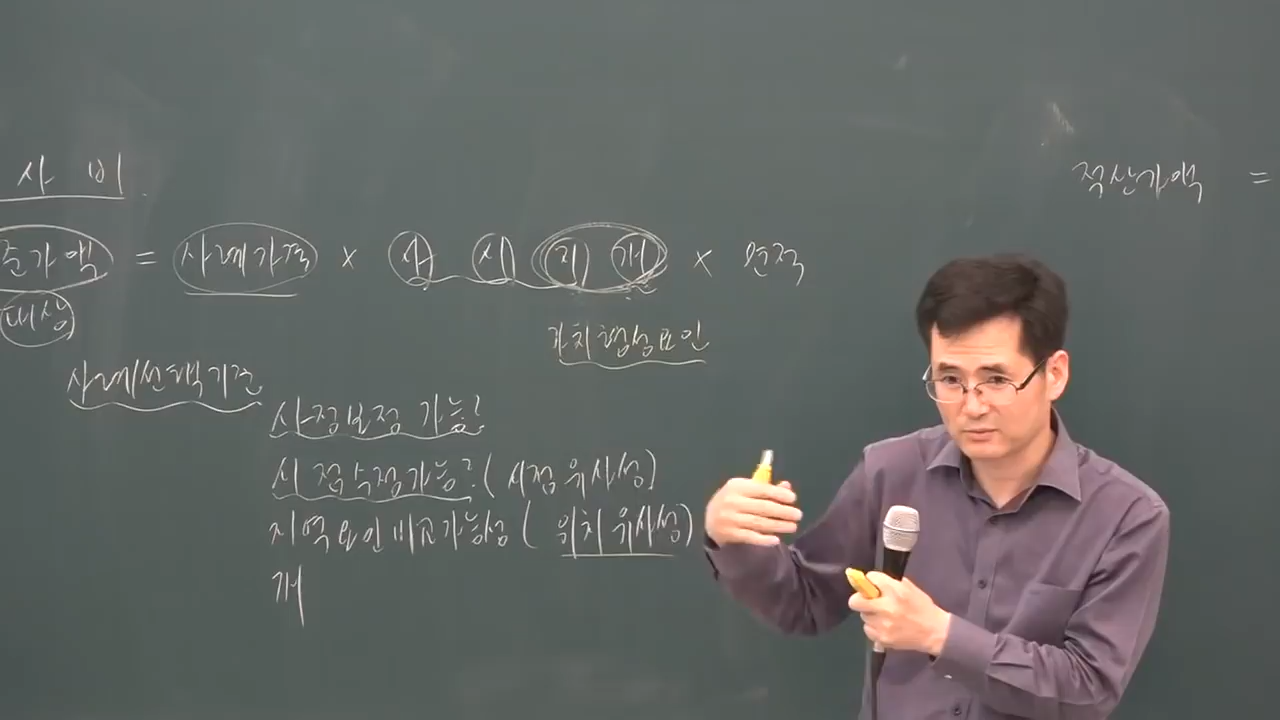 사 비
적산가액 =
준가액 = 사례가격 × 사 시 지 개 × 면적
대상
가치형성요인
사례선택기준
사정보정 가능?
시점수정가능? (시점유사성)
지역요인비교가능성 (위치유사성)
개